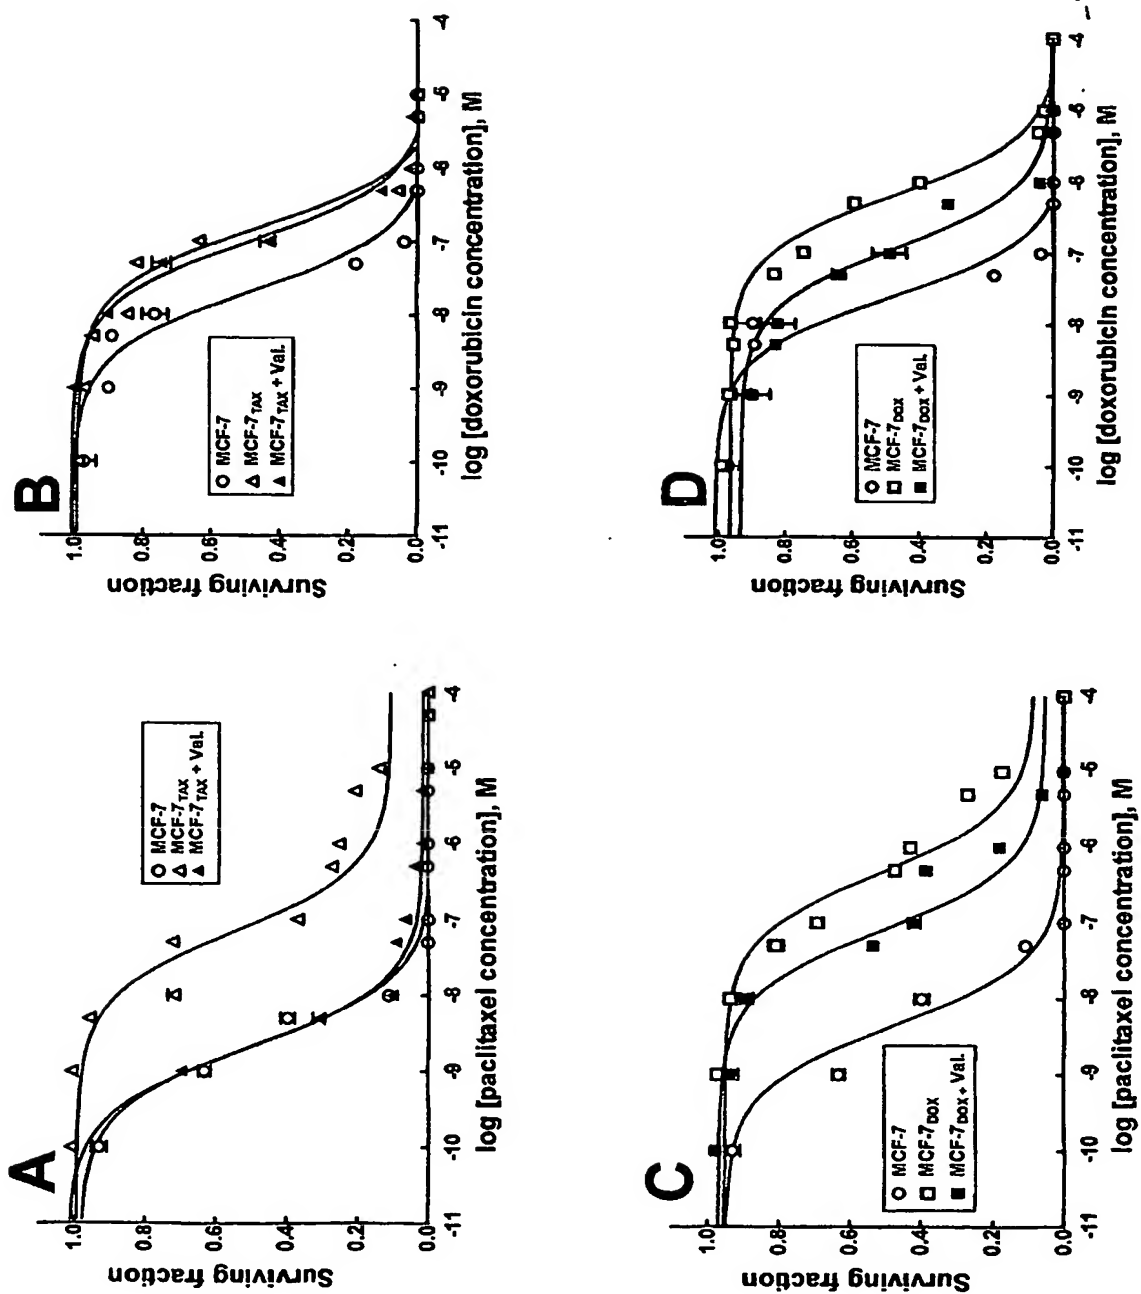 A
Surviving fraction
1.0
0.8
0.6
0.4
0.2
0.0
-11 -10 -9 -8 -7 -6 -5 -4
log [paclitaxel concentration], M
MCF-7
MCF-7TAX
MCF-7TAX + Val.
B
Surviving fraction
1.0
0.8
0.6
0.4
0.2
0.0
-11 -10 -9 -8 -7 -6 -5 -4
log [doxorubicin concentration], M
MCF-7
MCF-7TAX
MCF-7TAX + Val.
C
Surviving fraction
1.0
0.8
0.6
0.4
0.2
0.0
-11 -10 -9 -8 -7 -6 -5 -4
log [paclitaxel concentration], M
MCF-7
MCF-7DOX
MCF-7DOX + Val.
D
Surviving fraction
1.0
0.8
0.6
0.4
0.2
0.0
-11 -10 -9 -8 -7 -6 -5 -4
log [doxorubicin concentration], M
MCF-7
MCF-7DOX
MCF-7DOX + Val.